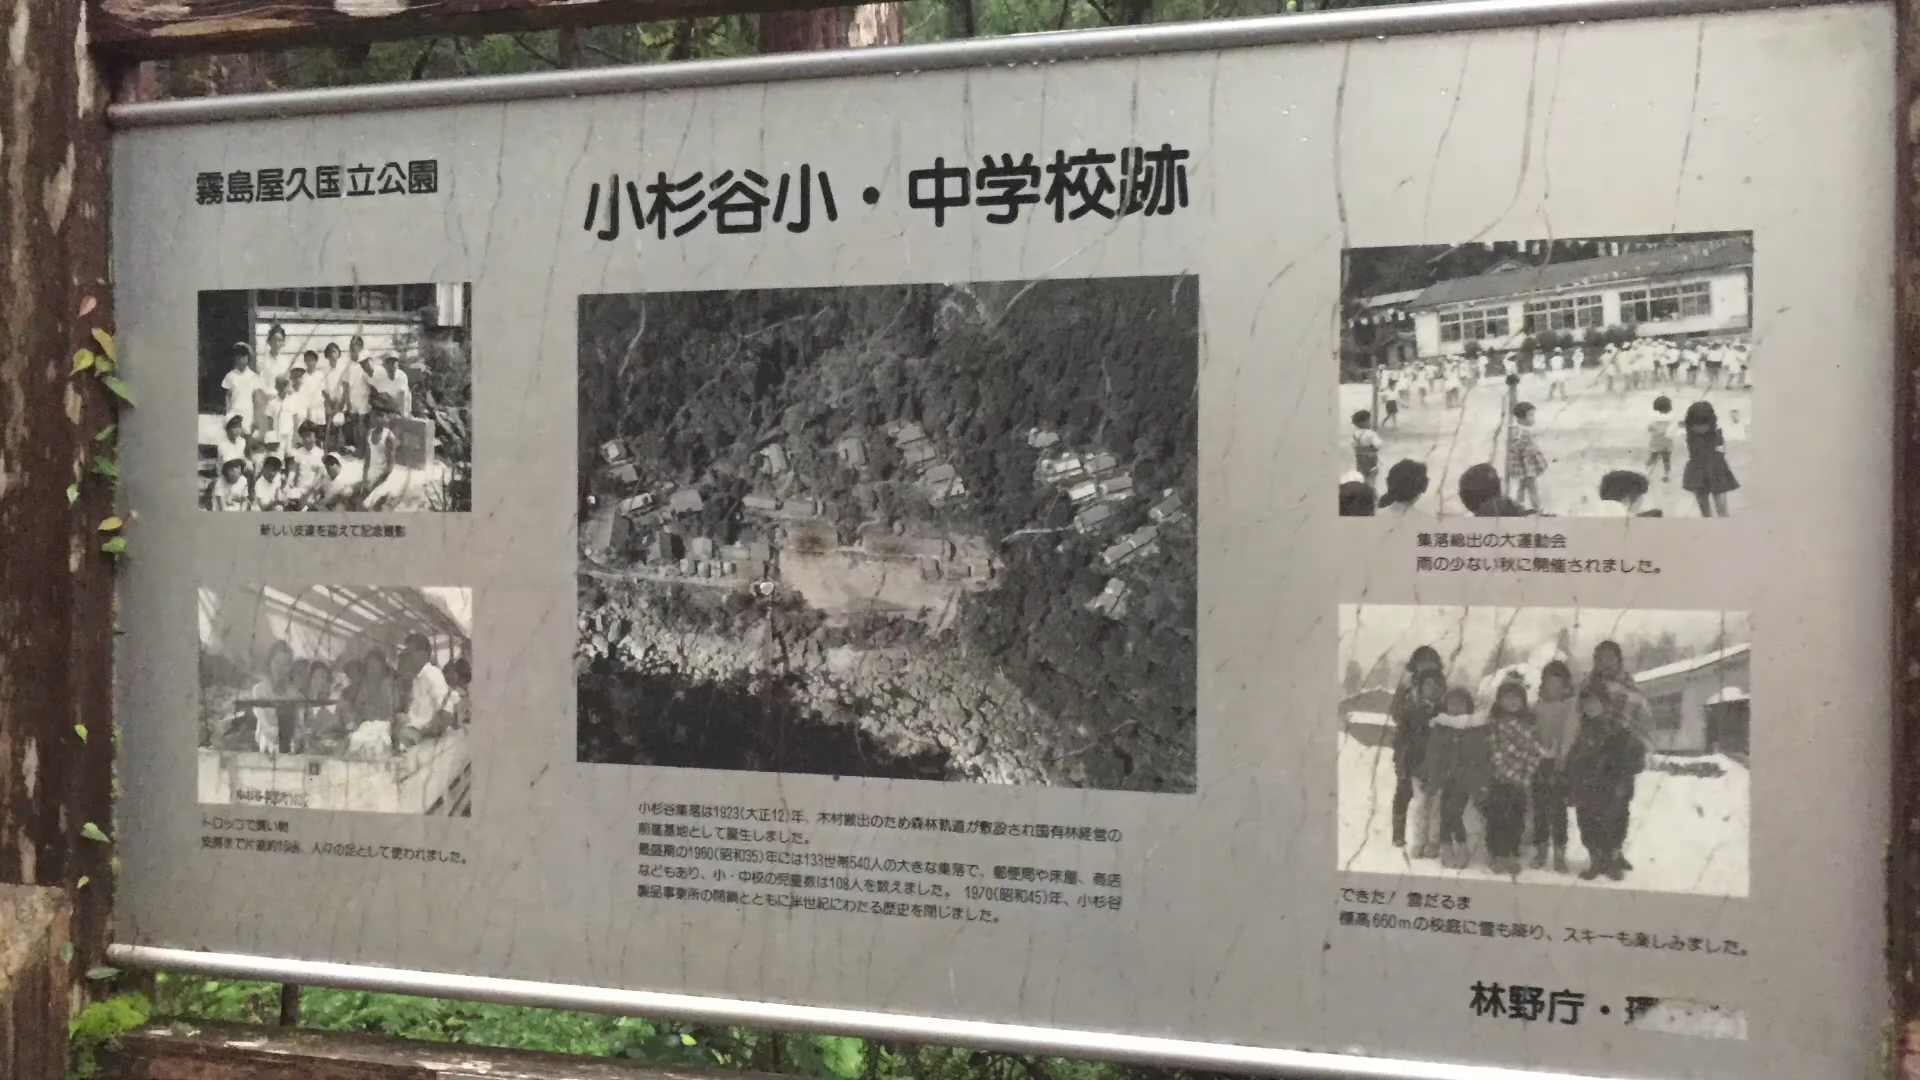 霧島屋久国立公園
小杉谷小・中学校跡
新しい友達を迎えて記念撮影
トロッコで買い物
安房まで片道約 人々の足として使われました。
小杉谷集落は1923(大正12)年、木材搬出のため森林軌道が敷設され国有林経営の
前進基地として誕生しました。
最盛期の1960(昭和35)年には133世帯540人の大きな集落で、郵便局や床屋、商店
などもあり、小・中校の児童数は108人を数えました。 1970(昭和45)年、小杉谷
製品事業所の閉鎖とともに半世紀にわたる歴史を閉じました。
集落総出の大運動会
雨の少ない秋に開催されました。
できた! 雪だるま
標高660mの校庭に雪も降り、スキーも楽しみました。
林野庁・